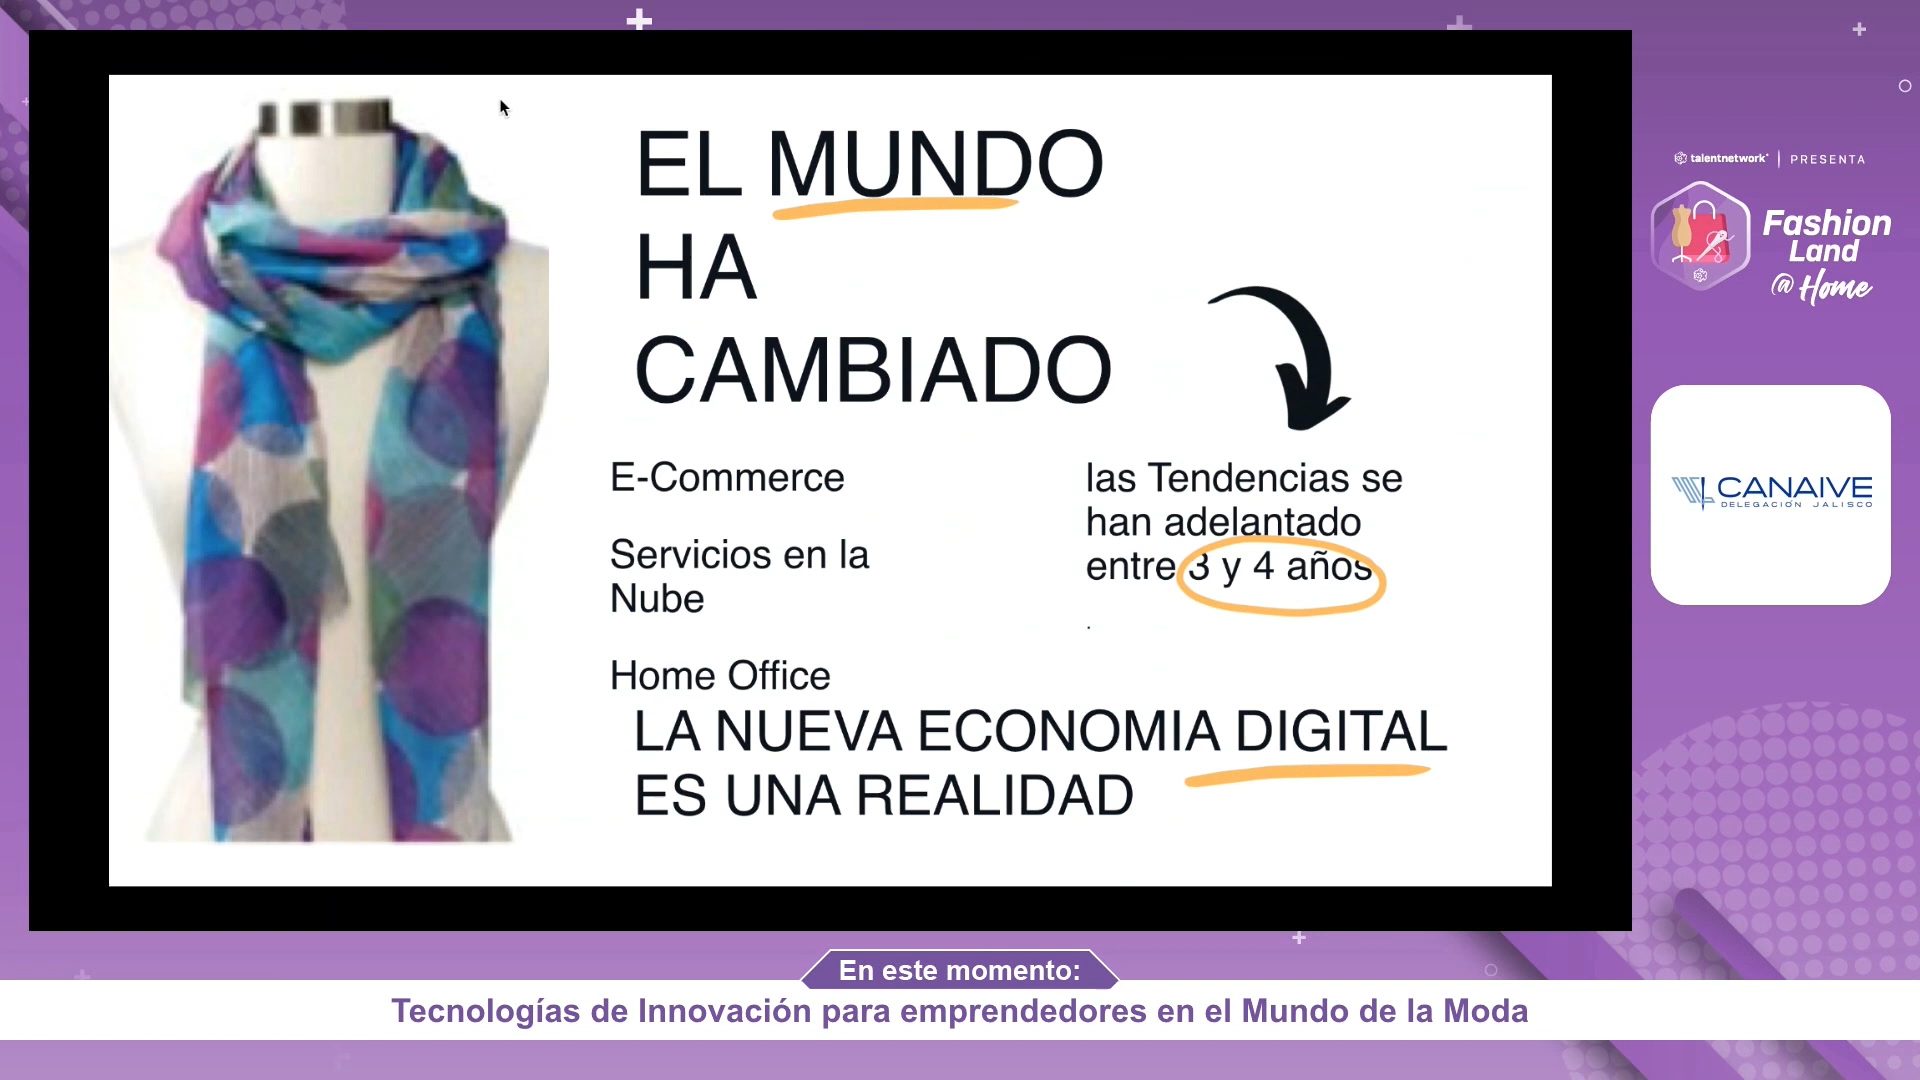 EL MUNDO
HA
CAMBIADO
E-Commerce
Servicios en la
Nube
Home Office
las Tendencias se
han adelantado
entre 3 y 4 años
.
LA NUEVA ECONOMIA DIGITAL
ES UNA REALIDAD
talentnetwork | PRESENTA
Fashion
Land
@ Home
CANAIVE
DELEGACIÓN JALISCO
En este momento:
Tecnologías de Innovación para emprendedores en el Mundo de la Moda